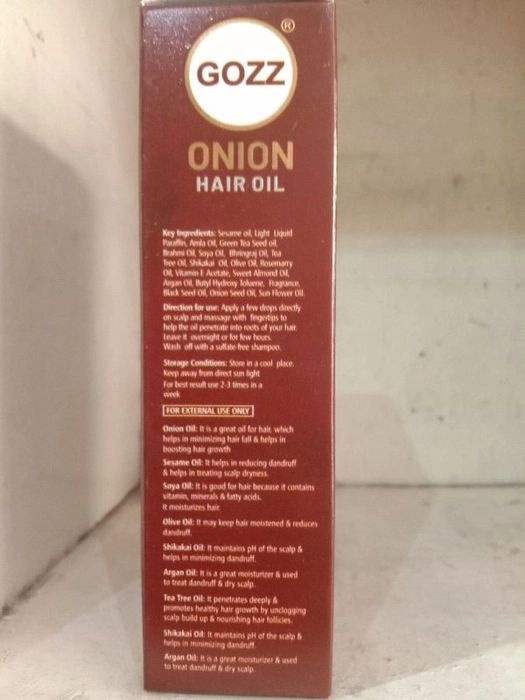 GOZZ
®
ONION
HAIR OIL
Key Ingredients: Sesame oil, Light Liquid
Paraffin, Amla Oil, Green Tea Seed oil,
Brahmi Oil, Soya Oil, Bhringraj Oil, Tea
Tree Oil, Shikakai Oil, Olive Oil, Rosemarry
Oil, Vitamin E Acetate, Sweet Almond Oil,
Argan Oil, Butyl Hydroxy Toluene, Fragrance,
Black Seed Oil, Onion Seed Oil, Sun Flower Oil.
Direction for use: Apply a few drops directly
on scalp and massage with fingertips to
help the oil penetrate into roots of your hair.
Leave it overnight or for few hours.
Wash off with a sulfate free shampoo.
Storage Conditions: Store in a cool place.
Keep away from direct sun light
For best result use 2-3 times in a
week
FOR EXTERNAL USE ONLY
Onion Oil: It is a great oil for hair, which
helps in minimizing hair fall & helps in
boosting hair growth
Sesame Oil: It helps in reducing dandruff
& helps in treating scalp dryness.
Soya Oil: It is good for hair because it contains
vitamin, minerals & fatty acids.
It moisturizes hair.
Olive Oil: It may keep hair moistened & reduces
dandruff.
Shikakai Oil: It maintains pH of the scalp &
helps in minimizing dandruff.
Argan Oil: It is a great moisturizer & used
to treat dandruff & dry scalp.
Tea Tree Oil: It penetrates deeply &
promotes healthy hair growth by unclogging
scalp build up & nourishing hair follicies.
Shikakai Oil: It maintains pH of the scalp &
helps in minimizing dandruff.
Argan Oil: It is a great moisturizer & used
to treat dandruff & dry scalp.